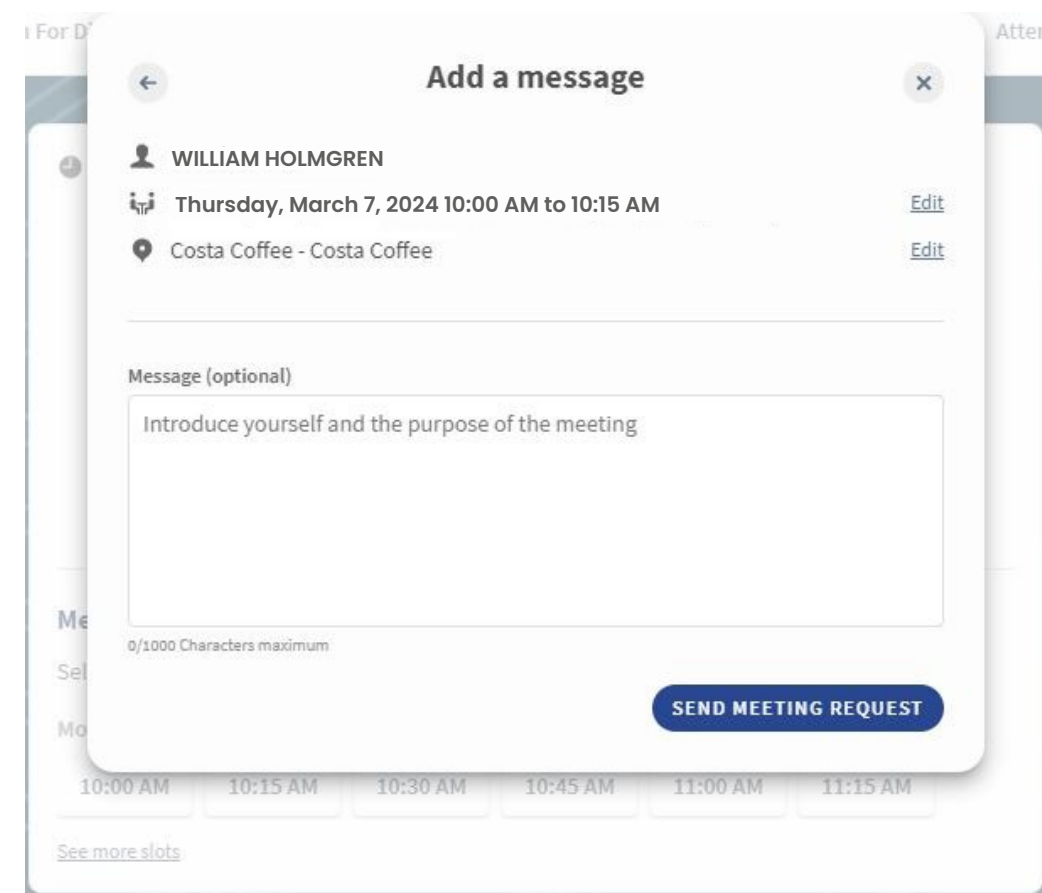 For
Add a message
WILLIAM HOLMGREN
Thursday, March 7, 2024 10:00 AM to 10:15 AM
Edit
Costa Coffee - Costa Coffee
Edit
Message (optional)
Introduce yourself and the purpose of the meeting
0/1000 Characters maximum
SEND MEETING REQUEST
10:00 AM
10:15 AM
10:30 AM
10:45 AM
11:00 AM
11:15 AM
See more slots